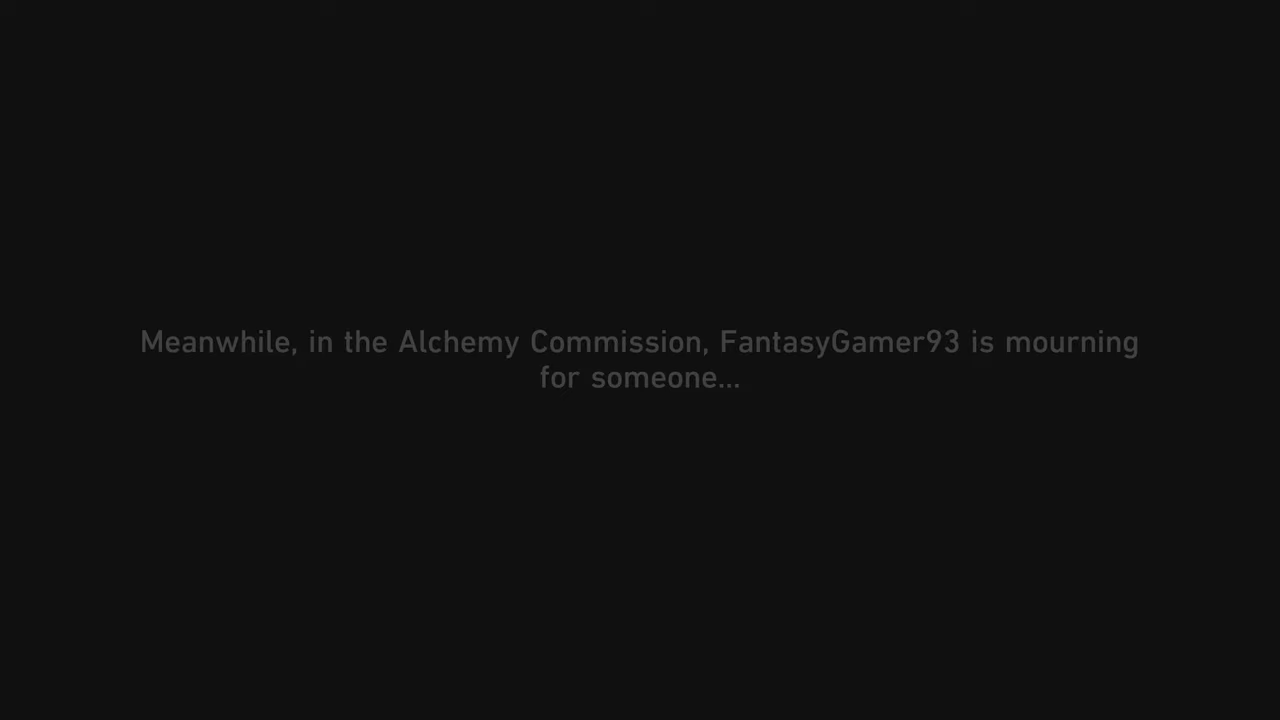 Meanwhile, in the Alchemy Commission, FantasyGamer93 is mourning
for someone...